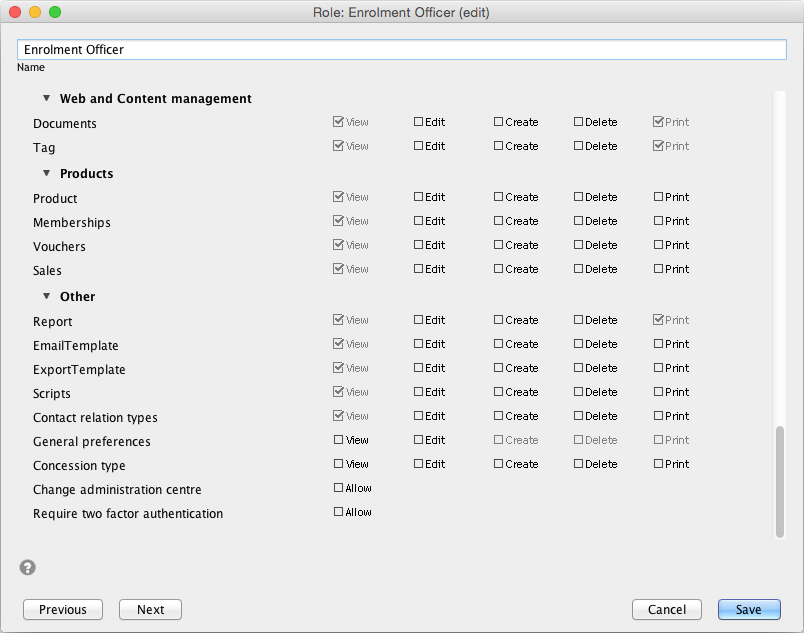 Role: Enrolment Officer (edit)
Enrolment Officer
Name
Web and Content management
Documents View Edit Create Delete Print
Tag View Edit Create Delete Print
Products
Product View Edit Create Delete Print
Memberships View Edit Create Delete Print
Vouchers View Edit Create Delete Print
Sales View Edit Create Delete Print
Other
Report View Edit Create Delete Print
EmailTemplate View Edit Create Delete Print
ExportTemplate View Edit Create Delete Print
Scripts View Edit Create Delete Print
Contact relation types View Edit Create Delete Print
General preferences View Edit Create Delete Print
Concession type View Edit Create Delete Print
Change administration centre Allow
Require two factor authentication Allow
?
Previous Next Cancel Save